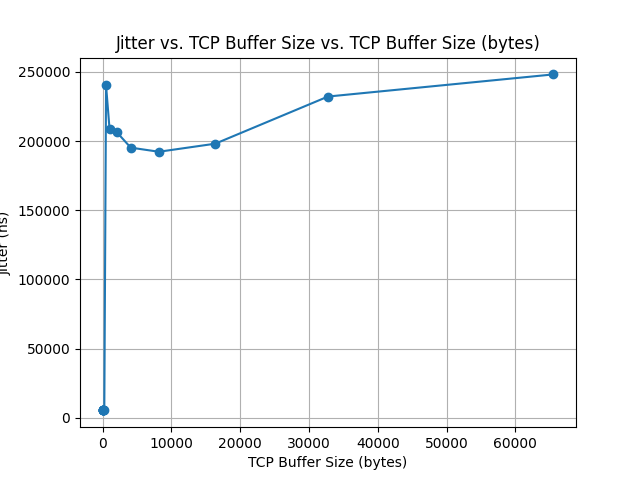 Jitter vs. TCP Buffer Size vs. TCP Buffer Size (bytes)
250000
200000
150000
100000
50000
0
Jitter (ns)
0 10000 20000 30000 40000 50000 60000
TCP Buffer Size (bytes)